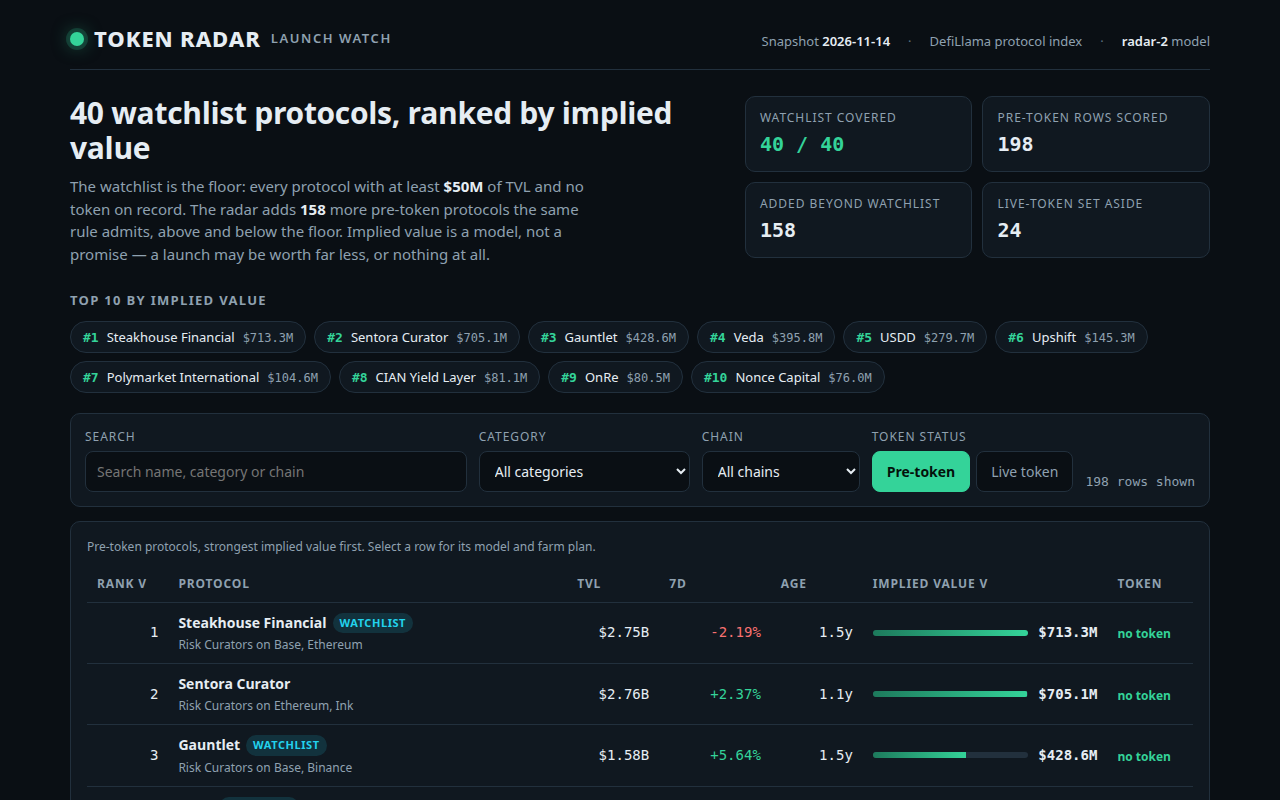 TOKEN RADAR LAUNCH WATCH
Snapshot 2026-11-14 · DefiLlama protocol index · radar-2 model
40 watchlist protocols, ranked by implied
value
The watchlist is the floor: every protocol with at least $50M of TVL and no
token on record. The radar adds 158 more pre-token protocols the same
rule admits, above and below the floor. Implied value is a model, not a
promise — a launch may be worth far less, or nothing at all.
WATCHLIST COVERED
40 / 40
PRE-TOKEN ROWS SCORED
198
ADDED BEYOND WATCHLIST
158
LIVE-TOKEN SET ASIDE
24
TOP 10 BY IMPLIED VALUE
#1 Steakhouse Financial $713.3M
#2 Sentora Curator $705.1M
#3 Gauntlet $428.6M
#4 Veda $395.8M
#5 USDD $279.7M
#6 Upshift $145.3M
#7 Polymarket International $104.6M
#8 CIAN Yield Layer $81.1M
#9 OnRe $80.5M
#10 Nonce Capital $76.0M
SEARCH
Search name, category or chain
CATEGORY
All categories
CHAIN
All chains
TOKEN STATUS
Pre-token
Live token
198 rows shown
Pre-token protocols, strongest implied value first. Select a row for its model and farm plan.
RANK V PROTOCOL TVL 7D AGE IMPLIED VALUE V TOKEN
1 Steakhouse Financial WATCHLIST $2.75B -2.19% 1.5y $713.3M no token
Risk Curators on Base, Ethereum
2 Sentora Curator $2.76B +2.37% 1.1y $705.1M no token
Risk Curators on Ethereum, Ink
3 Gauntlet WATCHLIST $1.58B +5.64% 1.5y $428.6M no token
Risk Curators on Base, Binance